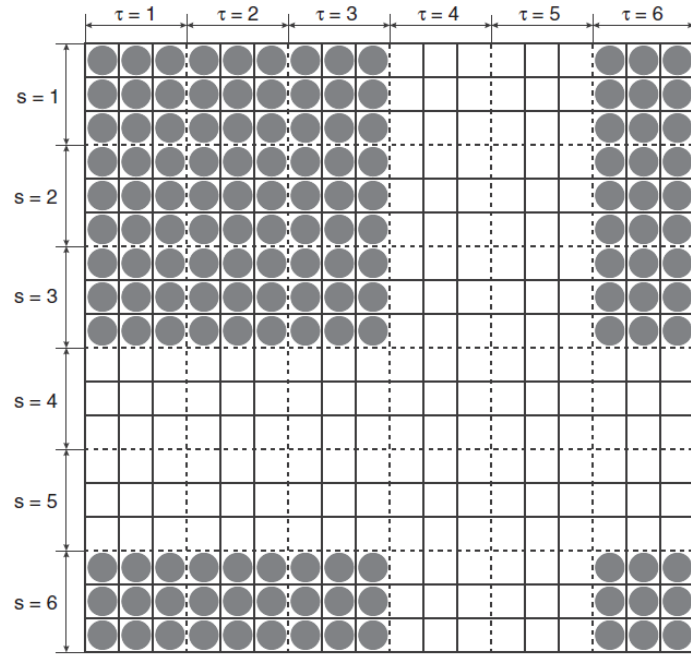 τ = 1 τ = 2 τ = 3 τ = 4 τ = 5 τ = 6
s = 1
s = 2
s = 3
s = 4
s = 5
s = 6